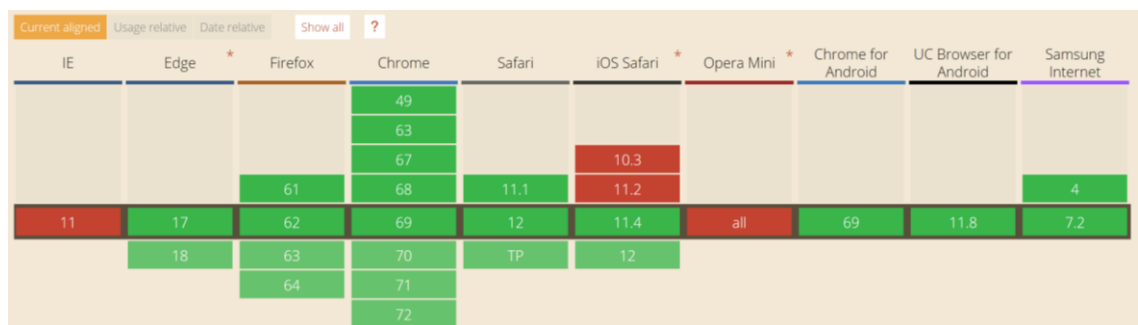 Current aligned Usage relative Date relative Show all ?
IE Edge * Firefox Chrome Safari iOS Safari * Opera Mini * Chrome for Android UC Browser for Android Samsung Internet
49
63
67 10.3
61 68 11.1 11.2 4
11 17 62 69 12 11.4 all 69 11.8 7.2
18 63 70 TP 12
64 71
72